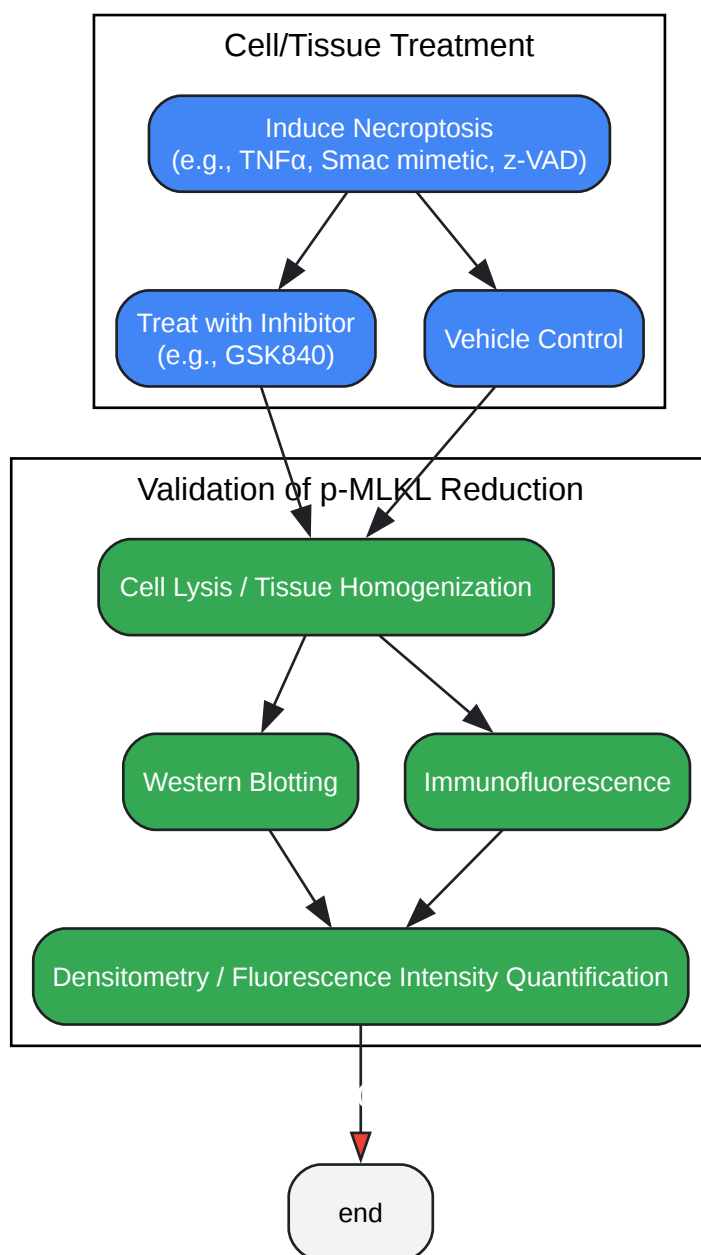 Cell/Tissue Treatment
Induce Necroptosis
(e.g., TNFα, Smac mimetic, z-VAD)
Treat with Inhibitor
(e.g., GSK840)
Vehicle Control
Validation of p-MLKL Reduction
Cell Lysis / Tissue Homogenization
Western Blotting
Immunofluorescence
Densitometry / Fluorescence Intensity Quantification
end